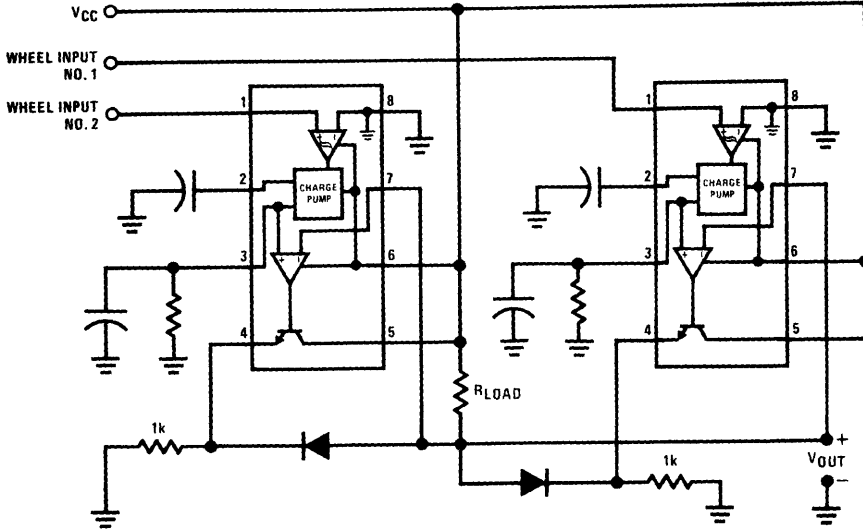 VCC
WHEEL INPUT
NO. 1
WHEEL INPUT
NO. 2
1
8
CHARGE
PUMP
2
7
+
-
3
6
+
-
4
5
RLOAD
1k
1
8
+
-
CHARGE
PUMP
2
7
3
6
+
-
4
5
1k
+
VOUT
-